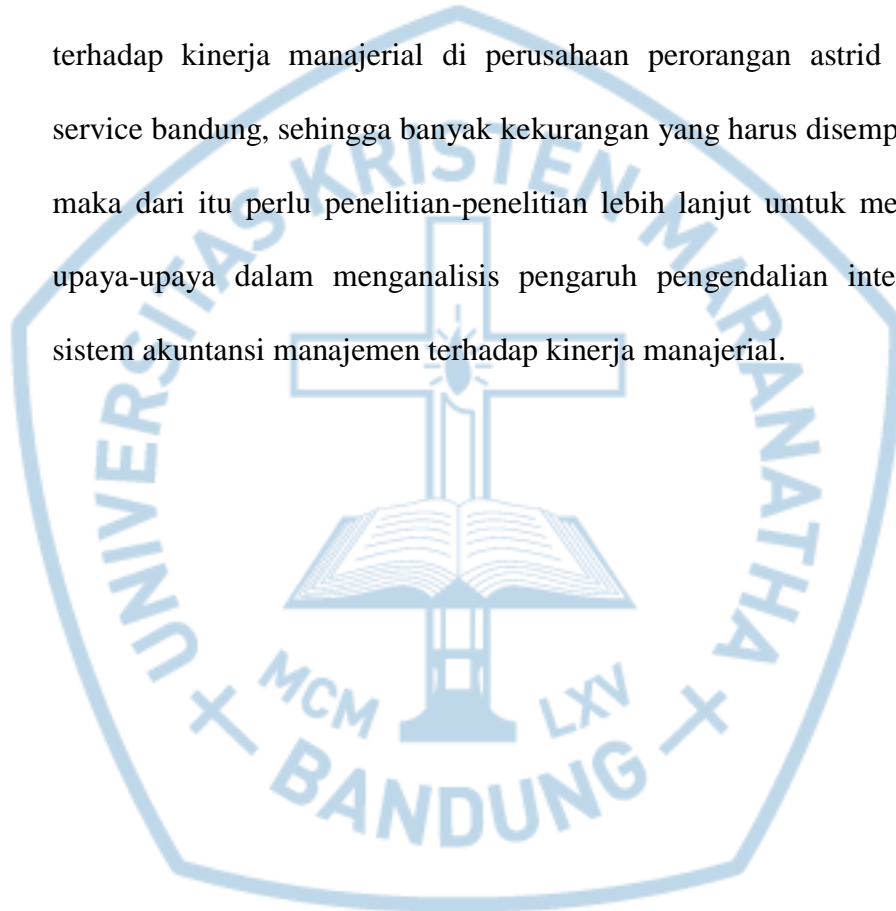 terhadap kinerja manajerial di perusahaan perorangan astrid
service bandung, sehingga banyak kekurangan yang harus
maka dari itu perlu penelitian-penelitian lebih lanjut umtuk
upaya-upaya dalam menganalisis pengaruh pengendalian
sistem akuntansi manajemen terhadap kinerja manajerial.
UNIVERSITAS KRISTEN MARANATHA
MCM LXV
BANDUNG